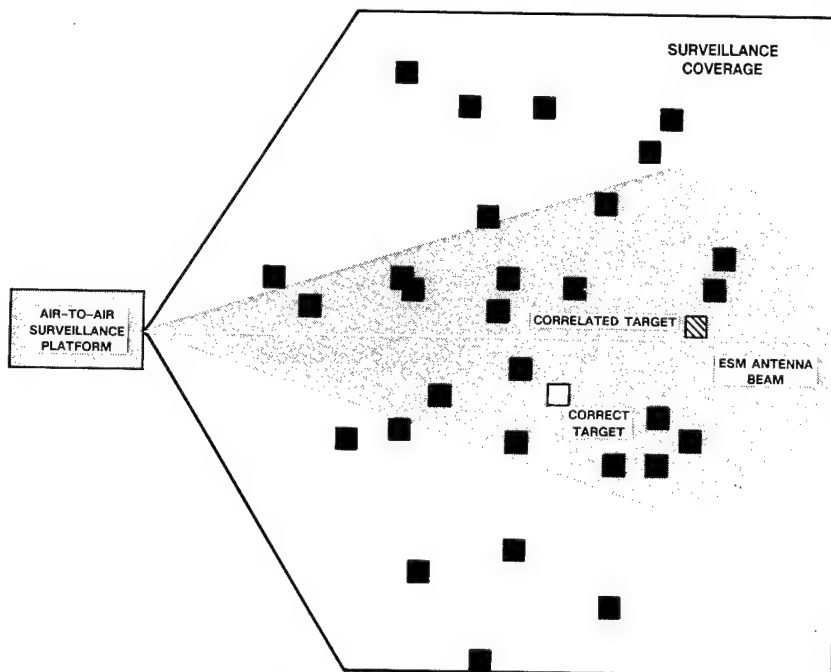 SURVEILLANCE
COVERAGE
AIR-TO-AIR
SURVEILLANCE
PLATFORM
CORRELATED TARGET
ESM ANTENNA
BEAM
CORRECT
TARGET